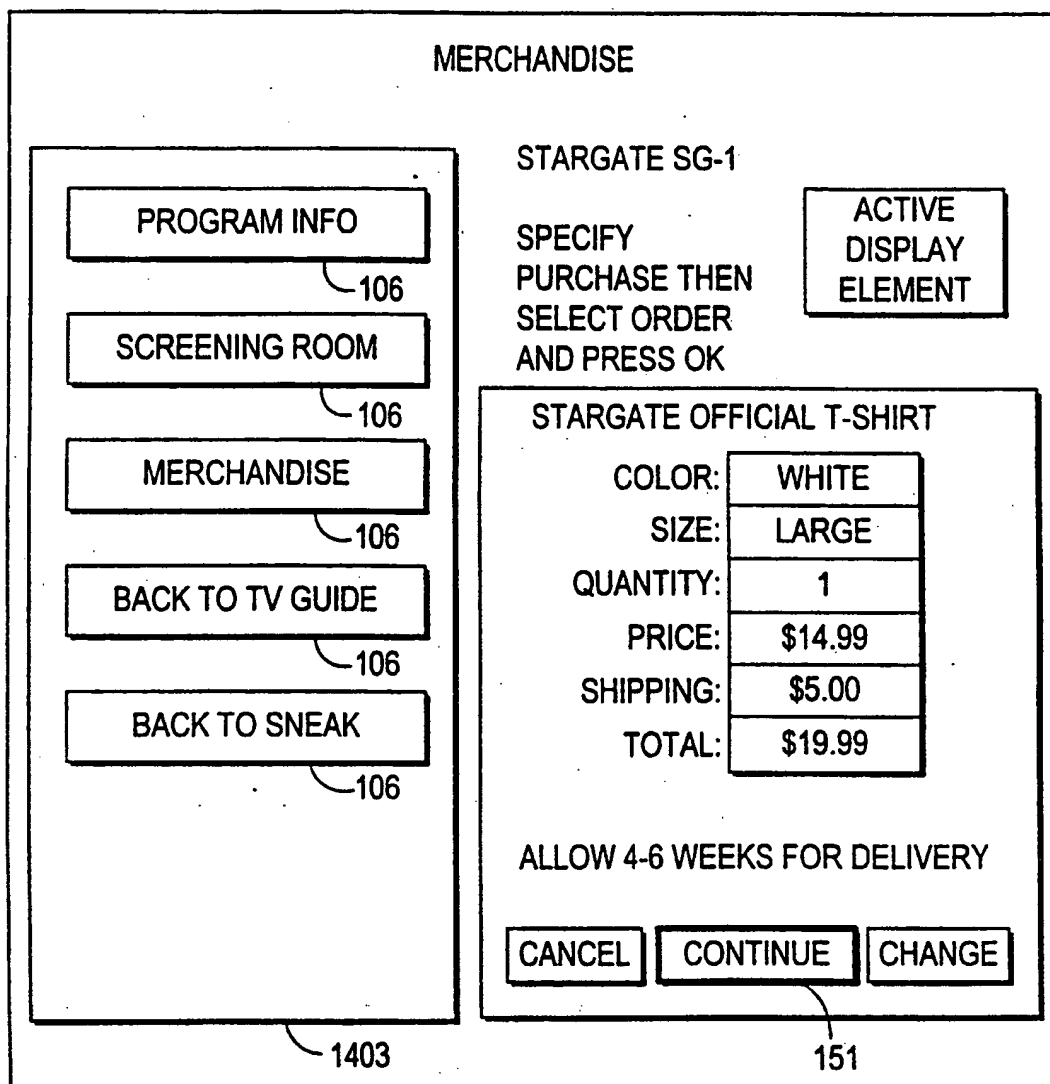 MERCHANDISE
PROGRAM INFO
106
SCREENING ROOM
106
MERCHANDISE
106
BACK TO TV GUIDE
106
BACK TO SNEAK
106
1403
STARGATE SG-1
SPECIFY
PURCHASE THEN
SELECT ORDER
AND PRESS OK
ACTIVE
DISPLAY
ELEMENT
STARGATE OFFICIAL T-SHIRT
COLOR: WHITE
SIZE: LARGE
QUANTITY: 1
PRICE: $14.99
SHIPPING: $5.00
TOTAL: $19.99
ALLOW 4-6 WEEKS FOR DELIVERY
CANCEL CONTINUE CHANGE
151